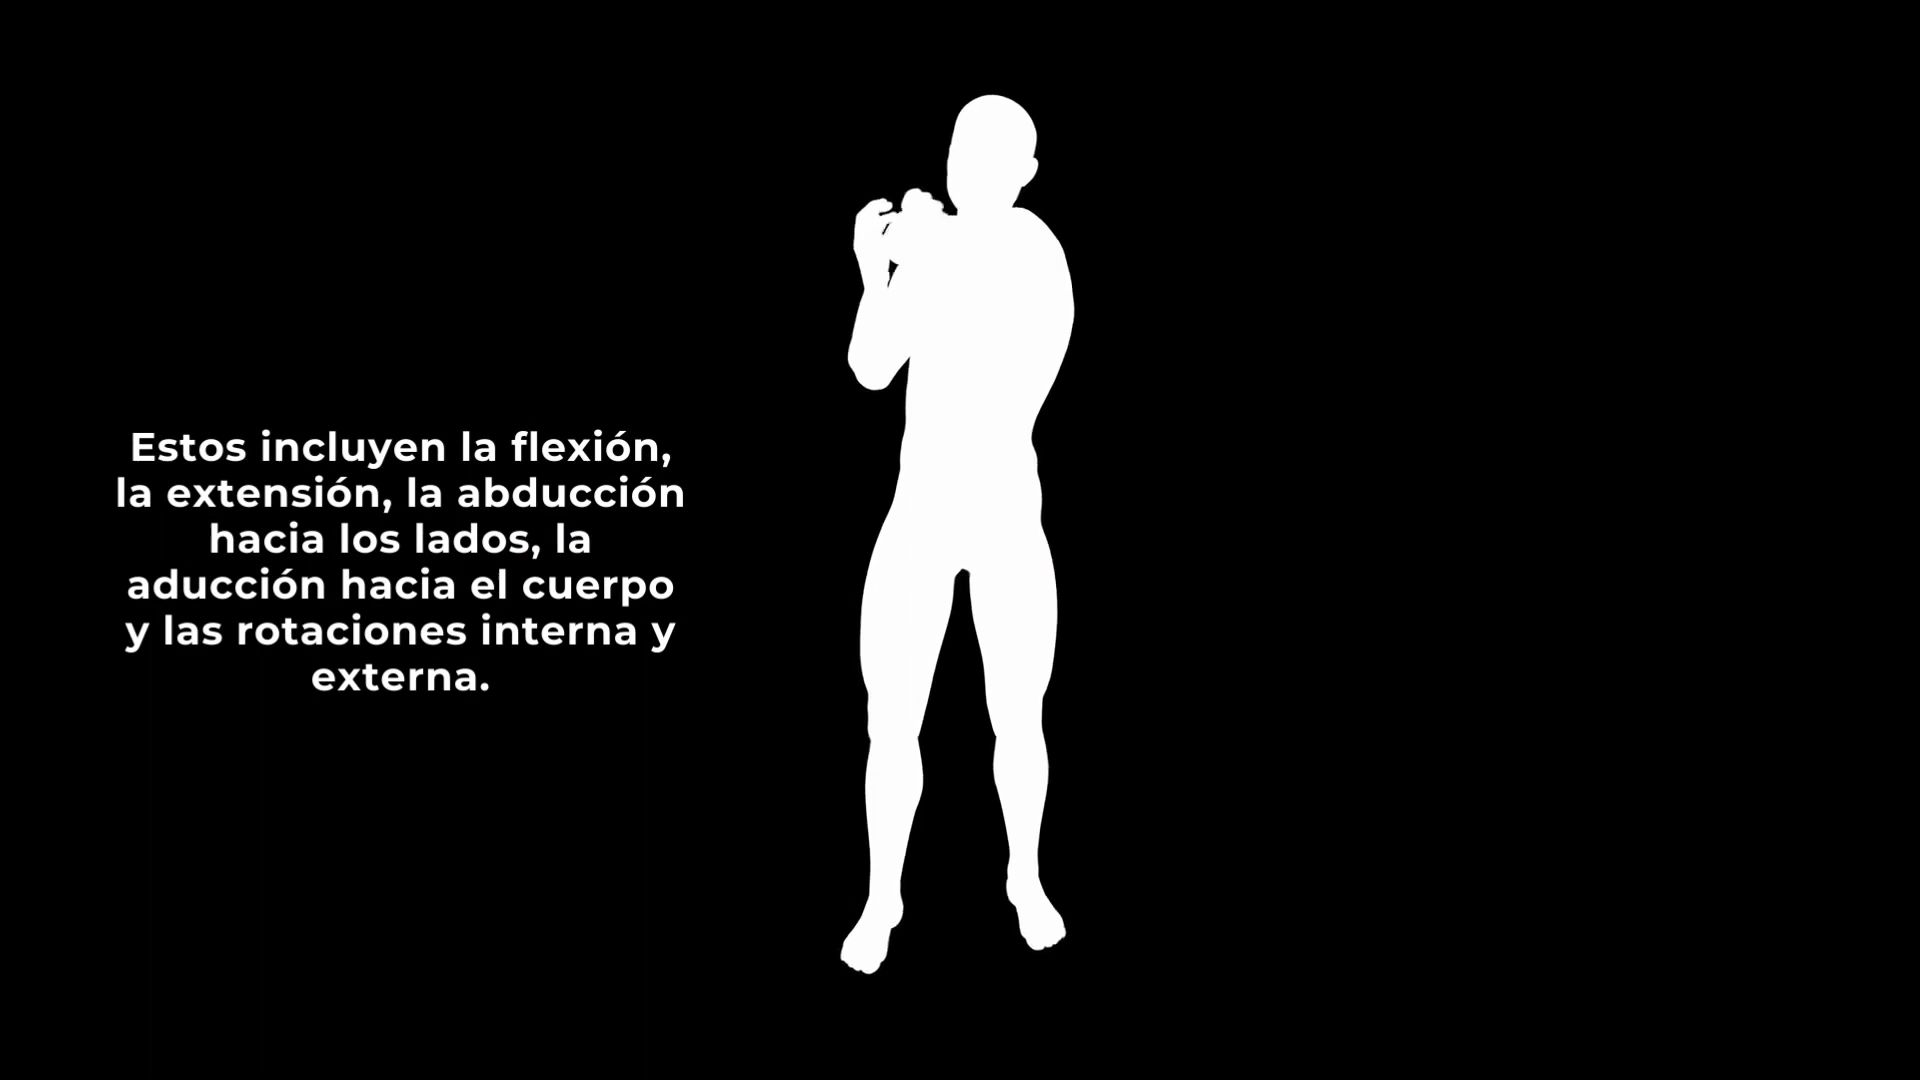 Estos incluyen la flexión,
la extensión, la abducción
hacia los lados, la
aducción hacia el cuerpo
y las rotaciones interna y
externa.